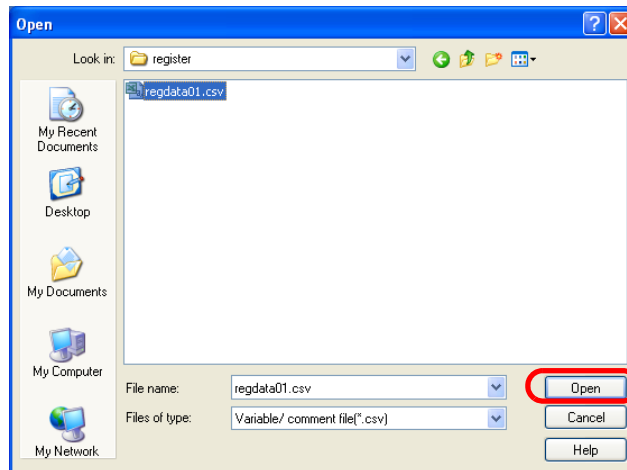 Open
Look in:
register
regdata01.csv
My Recent
Documents
Desktop
My Documents
My Computer
My Network
File name:
regdata01.csv
Open
Files of type:
Variable/ comment file(*.csv)
Cancel
Help